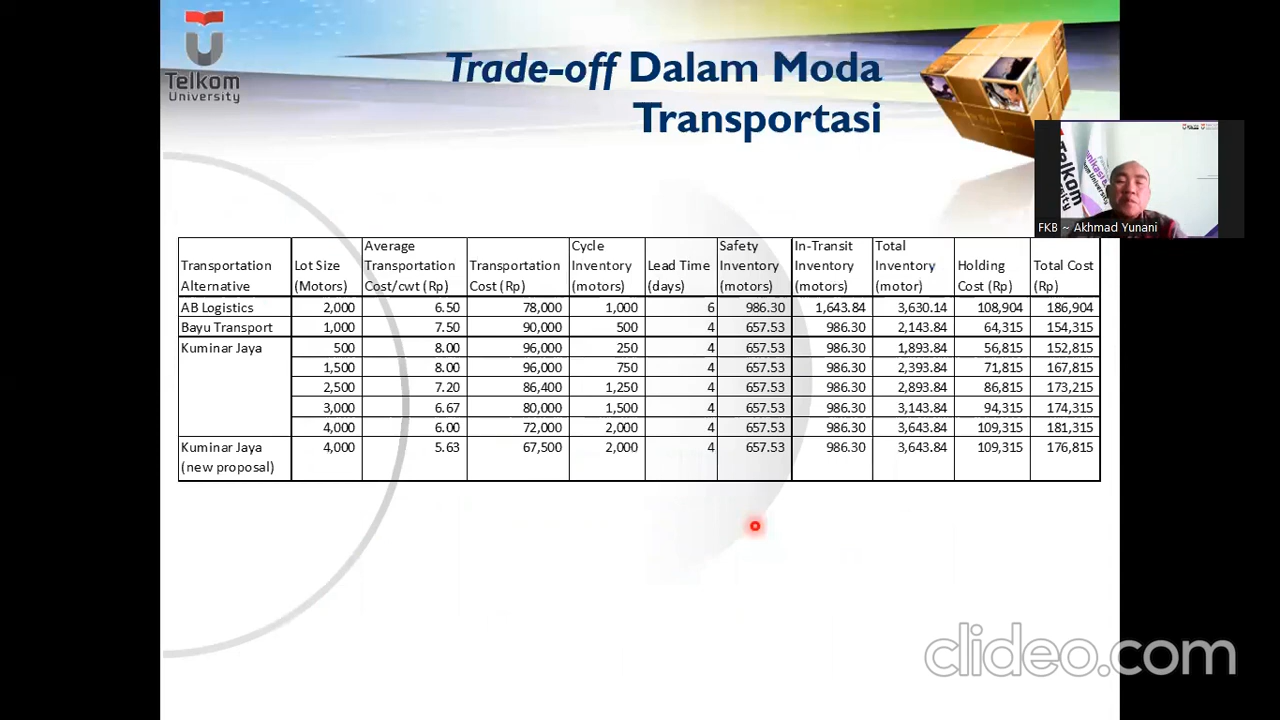 Telkom
University
Trade-off Dalam Moda
Transportasi
Telkom
University
FKB ~ Akhmad Yunani
Transportation Alternative | Lot Size (Motors) | Average Transportation Cost/cwt (Rp) | Transportation Cost (Rp) | Cycle Inventory (motors) | Lead Time (days) | Safety Inventory (motors) | In-Transit Inventory (motors) | Total Inventory (motor) | Holding Cost (Rp) | Total Cost (Rp)
AB Logistics | 2,000 | 6.50 | 78,000 | 1,000 | 6 | 986.30 | 1,643.84 | 3,630.14 | 108,904 | 186,904
Bayu Transport | 1,000 | 7.50 | 90,000 | 500 | 4 | 657.53 | 986.30 | 2,143.84 | 64,315 | 154,315
Kuminar Jaya | 500 | 8.00 | 96,000 | 250 | 4 | 657.53 | 986.30 | 1,893.84 | 56,815 | 152,815
1,500 | 8.00 | 96,000 | 750 | 4 | 657.53 | 986.30 | 2,393.84 | 71,815 | 167,815
2,500 | 7.20 | 86,400 | 1,250 | 4 | 657.53 | 986.30 | 2,893.84 | 86,815 | 173,215
3,000 | 6.67 | 80,000 | 1,500 | 4 | 657.53 | 986.30 | 3,143.84 | 94,315 | 174,315
4,000 | 6.00 | 72,000 | 2,000 | 4 | 657.53 | 986.30 | 3,643.84 | 109,315 | 181,315
Kuminar Jaya (new proposal) | 4,000 | 5.63 | 67,500 | 2,000 | 4 | 657.53 | 986.30 | 3,643.84 | 109,315 | 176,815
clideo.com